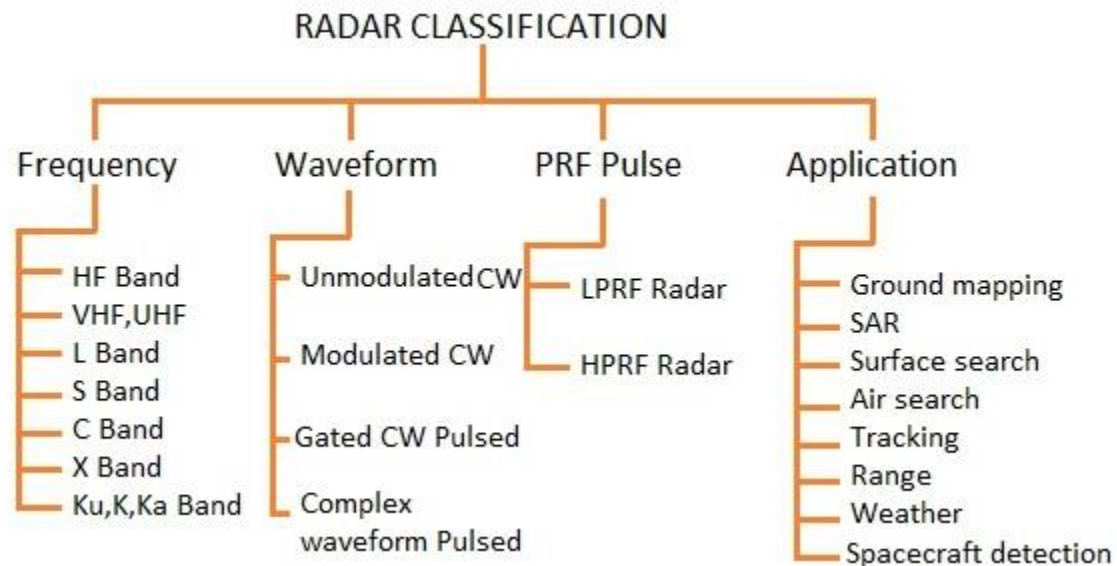 RADAR CLASSIFICATION
Frequency
HF Band
VHF,UHF
L Band
S Band
C Band
X Band
Ku,K,Ka Band
Waveform
Unmodulated CW
Modulated CW
Gated CW Pulsed
Complex
waveform Pulsed
PRF Pulse
LPRF Radar
HPRF Radar
Application
Ground mapping
SAR
Surface search
Air search
Tracking
Range
Weather
Spacecraft detection